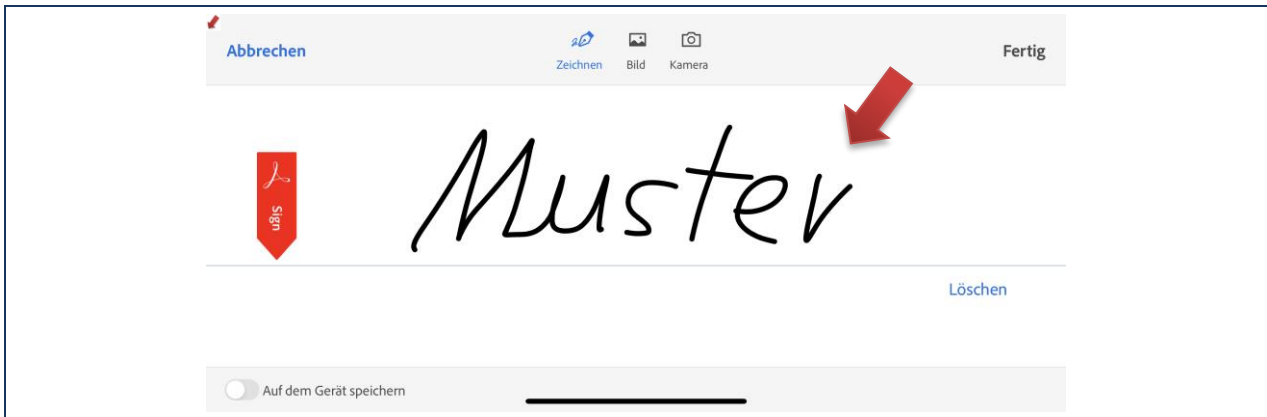 Abbrechen
Zeichnen Bild Kamera
Fertig
Sign
Muster
Löschen
Auf dem Gerät speichern